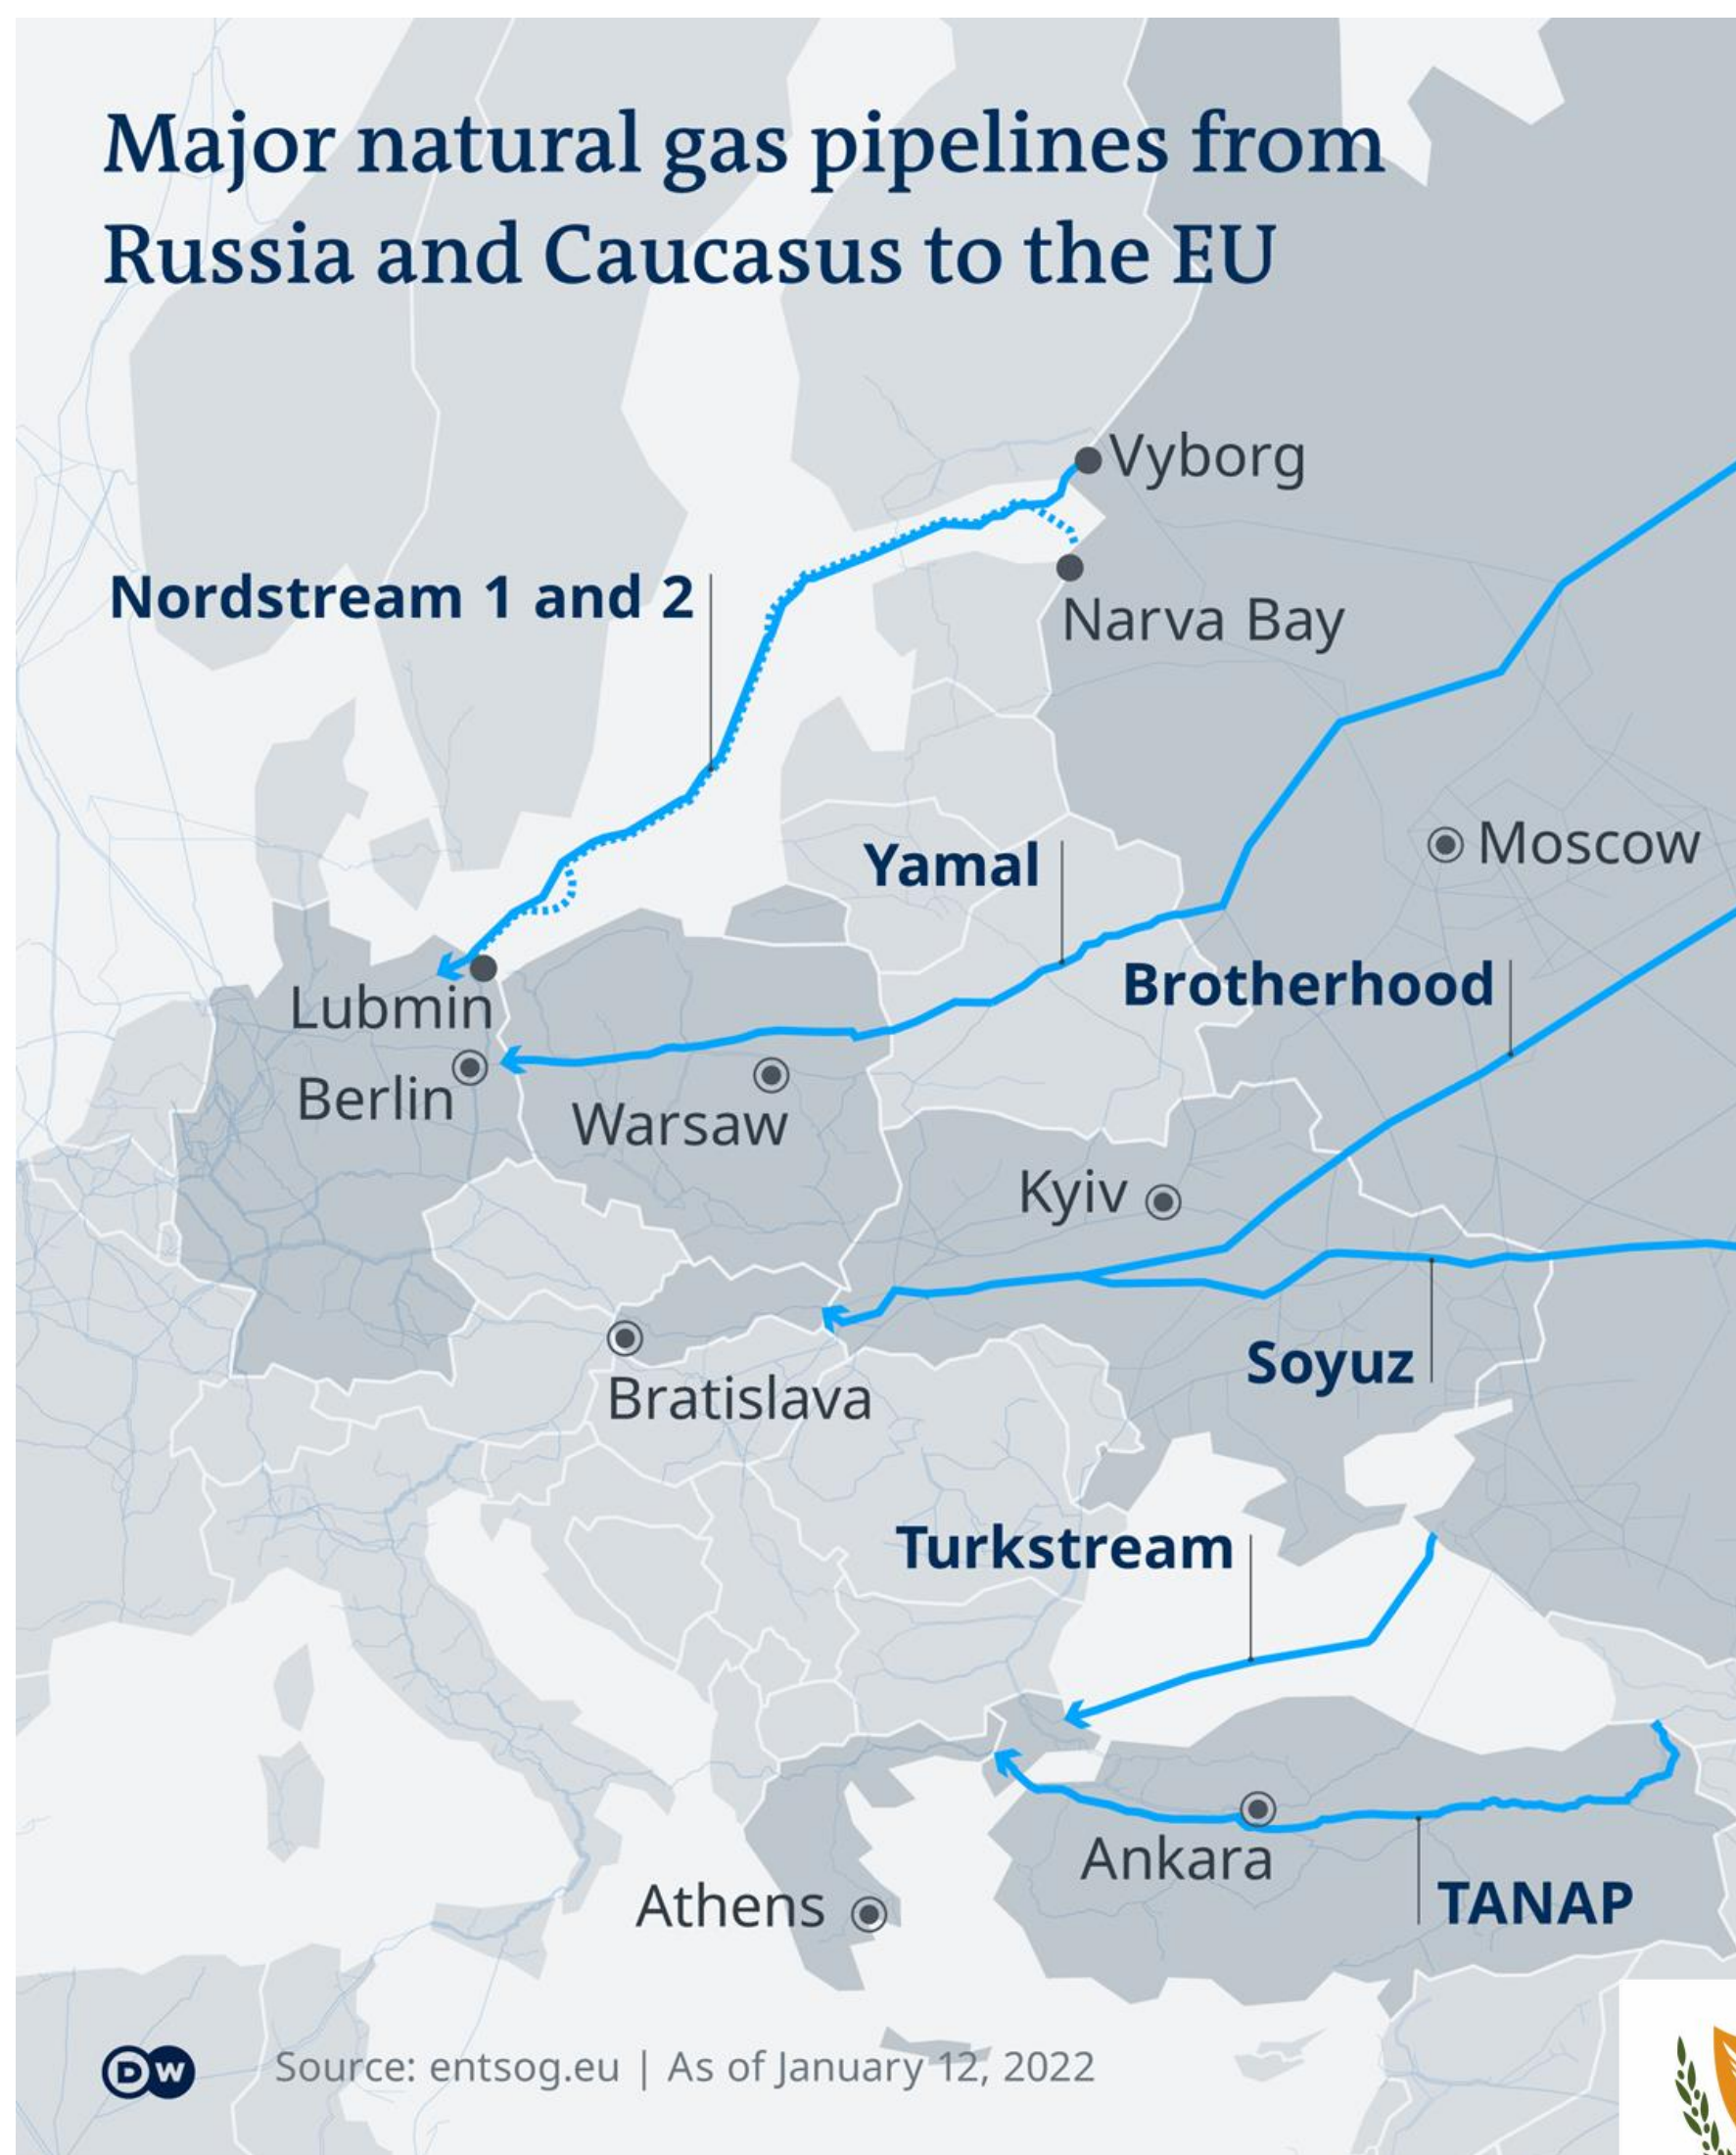 Major natural gas pipelines from
Russia and Caucasus to the EU
Vyborg
Nordstream 1 and 2
Narva Bay
Moscow
Yamal
Brotherhood
Lubmin
Berlin
Warsaw
Kyiv
Soyuz
Bratislava
Turkstream
Ankara
TANAP
Athens
DW
Source: entsog.eu | As of January 12, 2022